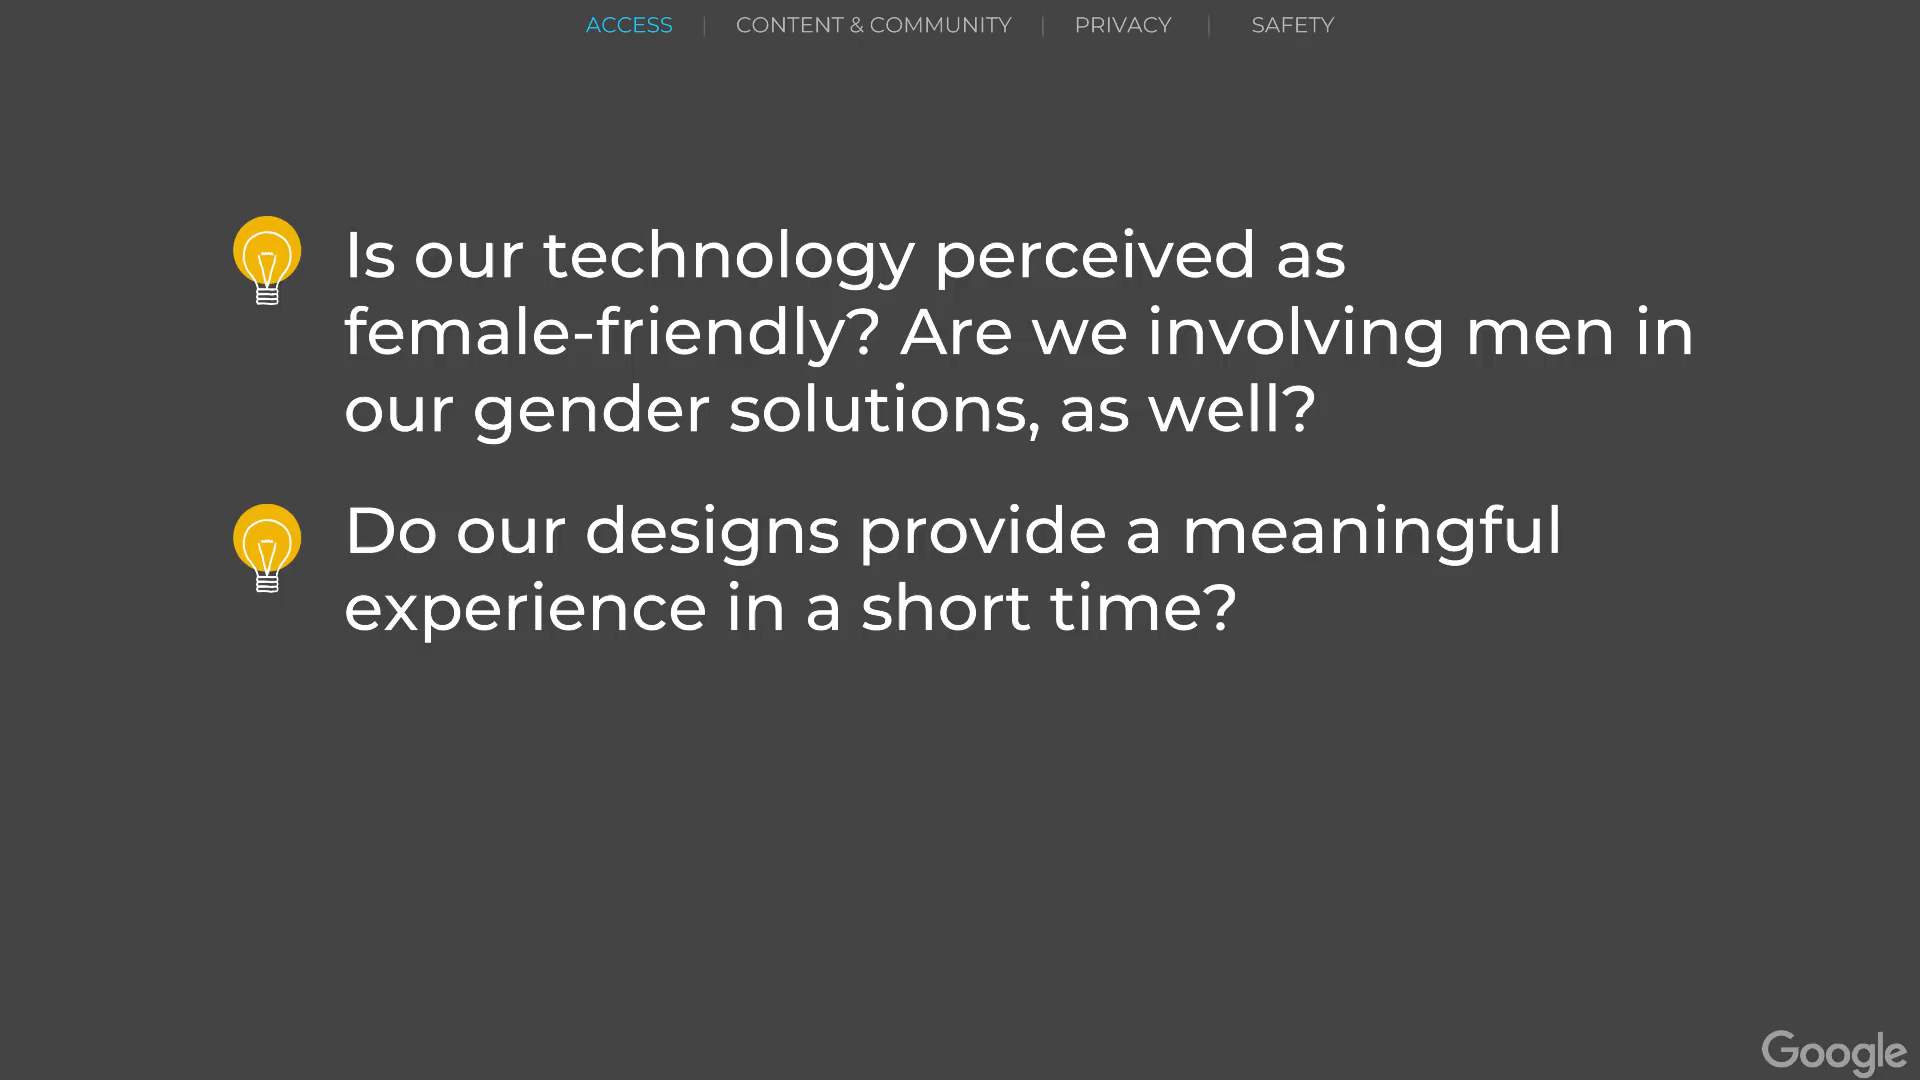 ACCESS | CONTENT & COMMUNITY | PRIVACY | SAFETY
Is our technology perceived as
female-friendly? Are we involving men in
our gender solutions, as well?
Do our designs provide a meaningful
experience in a short time?
Google